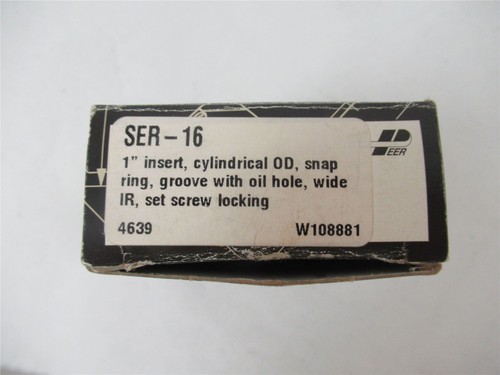 SER-16
1" insert, cylindrical OD, snap
ring, groove with oil hole, wide
IR, set screw locking
4639 W108881
PEER